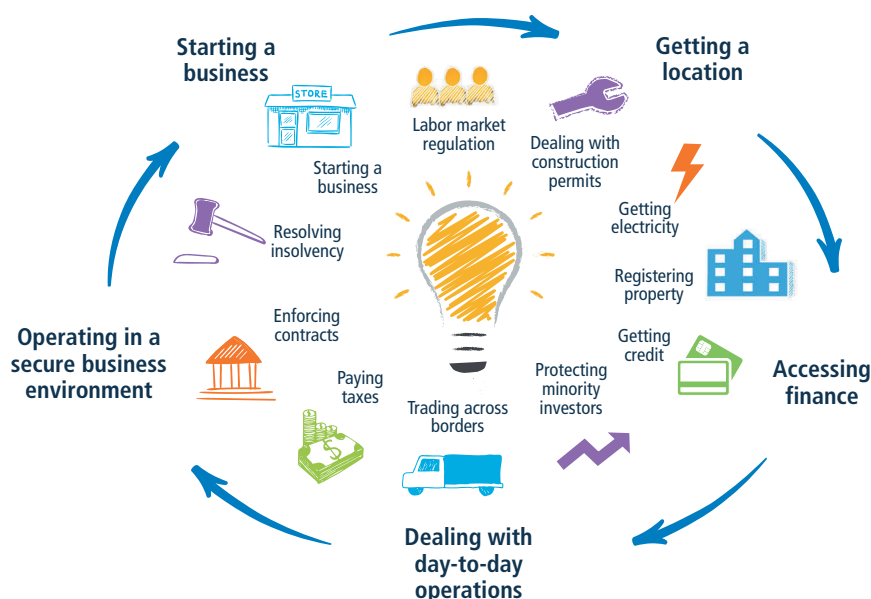 Starting a
business
Getting a
location
STORE
Labor market
regulation
Dealing with
construction
permits
Starting a
business
Getting
electricity
Resolving
insolvency
Registering
property
Enforcing
contracts
Getting
credit
Operating in a
secure business
environment
Accessing
finance
Paying
taxes
Protecting
minority
investors
Trading across
borders
$
Dealing with
day-to-day
operations